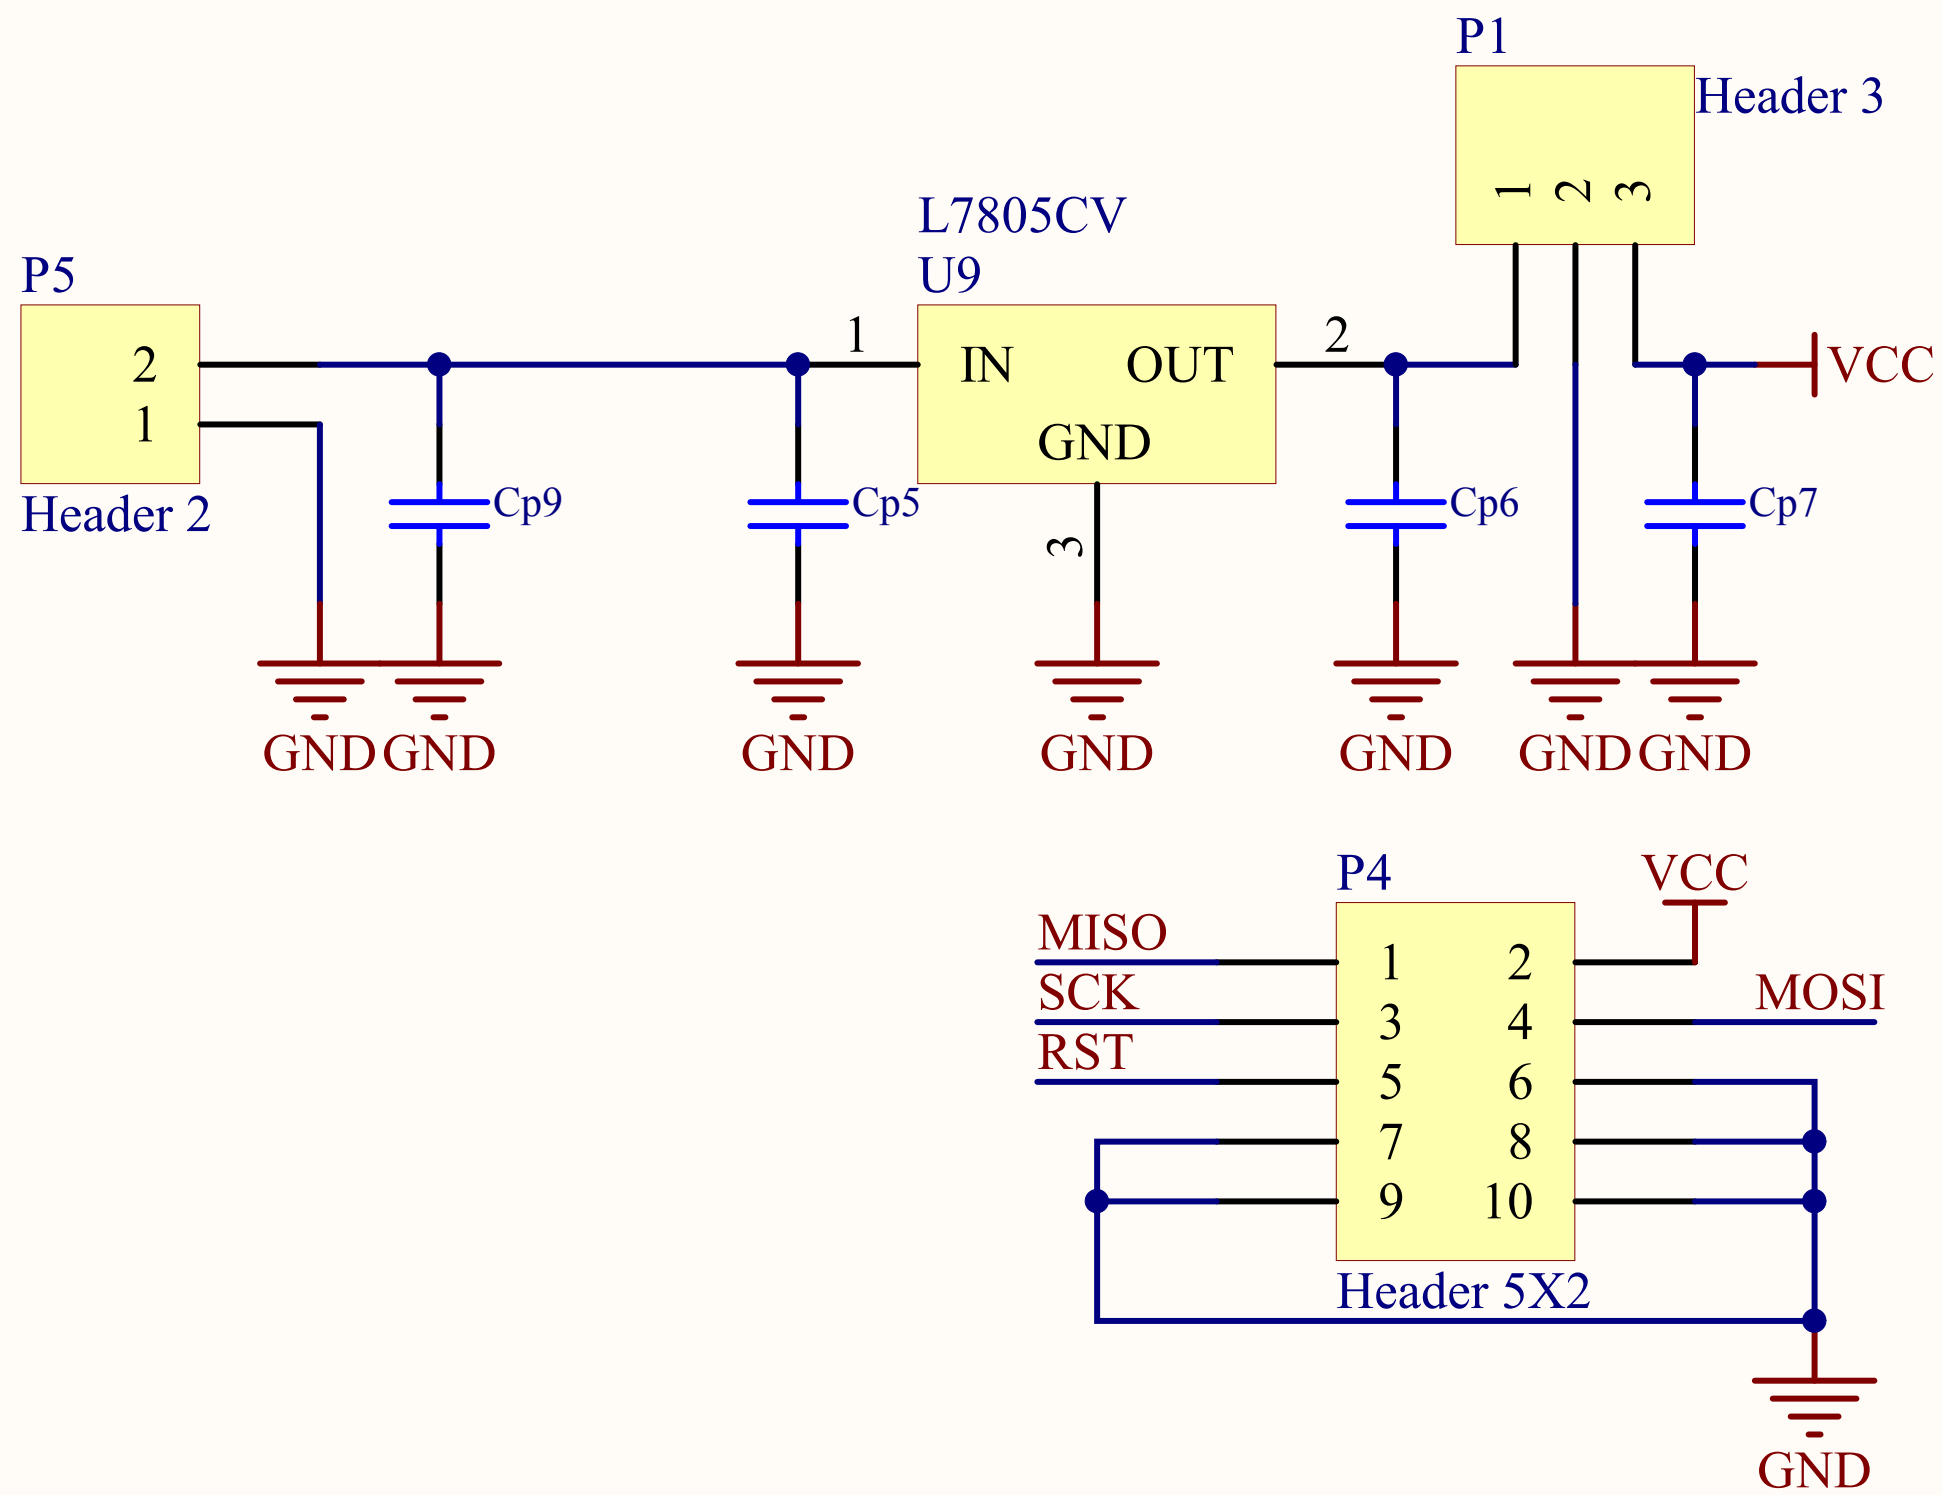 P1
Header 3
1 2 3
L7805CV
U9
P5
2
1
Header 2
1
IN OUT
GND
2
3
VCC
Cp9
Cp5
Cp6
Cp7
GND GND GND GND GND GND GND
P4
VCC
MISO
SCK
RST
MOSI
1 2
3 4
5 6
7 8
9 10
Header 5X2
GND